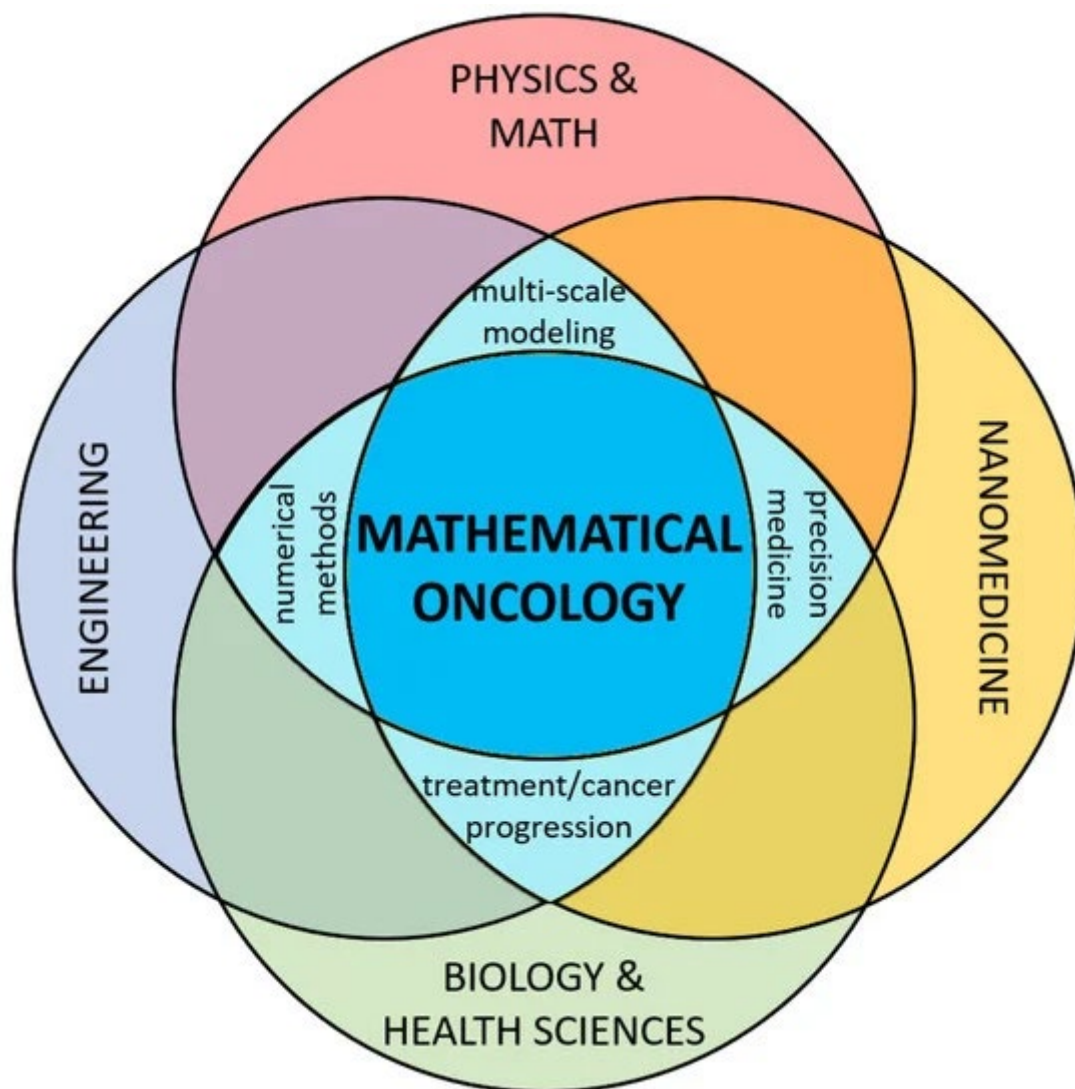 PHYSICS &
MATH
multi-scale
modeling
ENGINEERING
numerical
methods
MATHEMATICAL
ONCOLOGY
precision
medicine
NANOMEDICINE
treatment/cancer
progression
BIOLOGY &
HEALTH SCIENCES